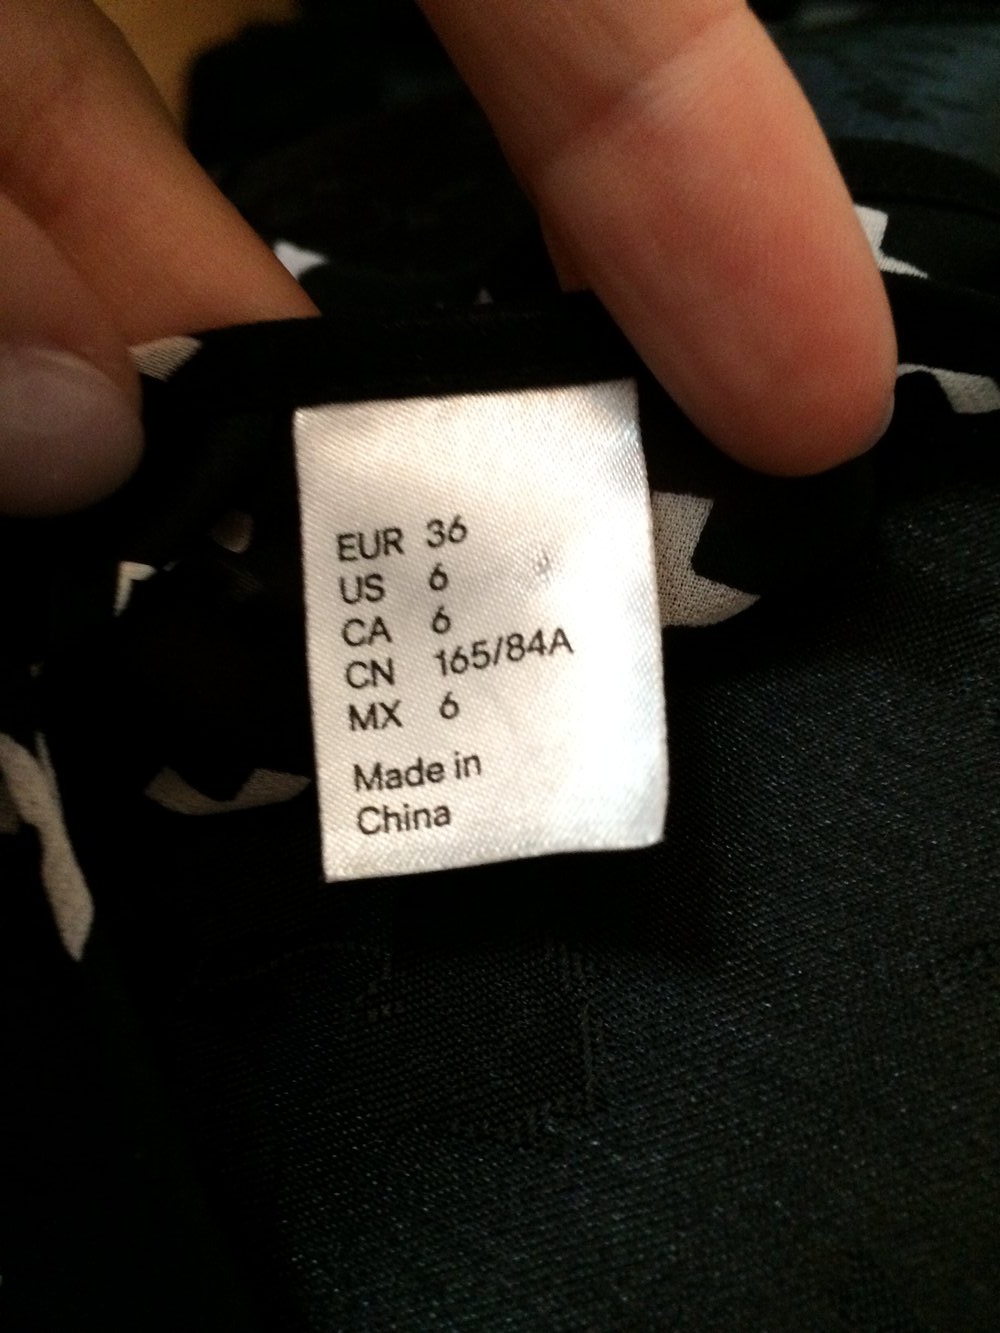 EUR 36
US 6
CA 6
CN 165/84A
MX 6
Made in
China